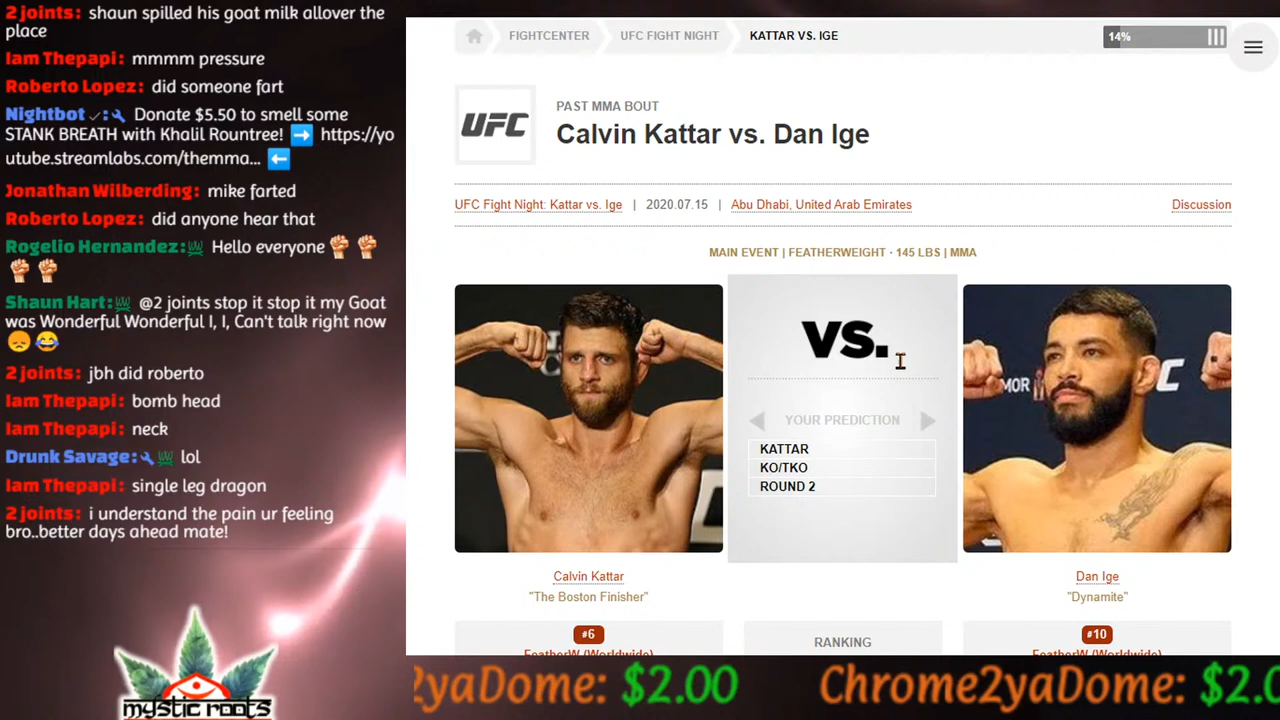 2 joints: shaun spilled his goat milk allover the
place
Iam Thepapi: mmmm pressure
Roberto Lopez: did someone fart
Nightbot: Donate $5.50 to smell some
STANK BREATH with Khalil Rountree! ➡ https://yo
utube.streamlabs.com/themma... ⬅
Jonathan Wilberding: mike farted
Roberto Lopez: did anyone hear that
Rogelio Hernandez: Hello everyone ✊🏼✊🏼
✊🏼✊🏼
Shaun Hart: @2 joints stop it stop it my Goat
was Wonderful Wonderful I, I, Can't talk right now
😞😂
2 joints: jbh did roberto
Iam Thepapi: bomb head
Iam Thepapi: neck
Drunk Savage: lol
Iam Thepapi: single leg dragon
2 joints: i understand the pain ur feeling
bro..better days ahead mate!
mystic roots
FIGHTCENTER UFC FIGHT NIGHT KATTAR VS. IGE
14%
UFC
PAST MMA BOUT
Calvin Kattar vs. Dan Ige
UFC Fight Night: Kattar vs. Ige | 2020.07.15 | Abu Dhabi, United Arab Emirates Discussion
MAIN EVENT | FEATHERWEIGHT · 145 LBS | MMA
VS.
YOUR PREDICTION
KATTAR
KO/TKO
ROUND 2
MOR
C
Calvin Kattar
"The Boston Finisher"
Dan Ige
"Dynamite"
#6
RANKING
#10
FeatherW (Worldwide)
FeatherW (Worldwide)
2yaDome: $2.00 Chrome2yaDome: $2.0